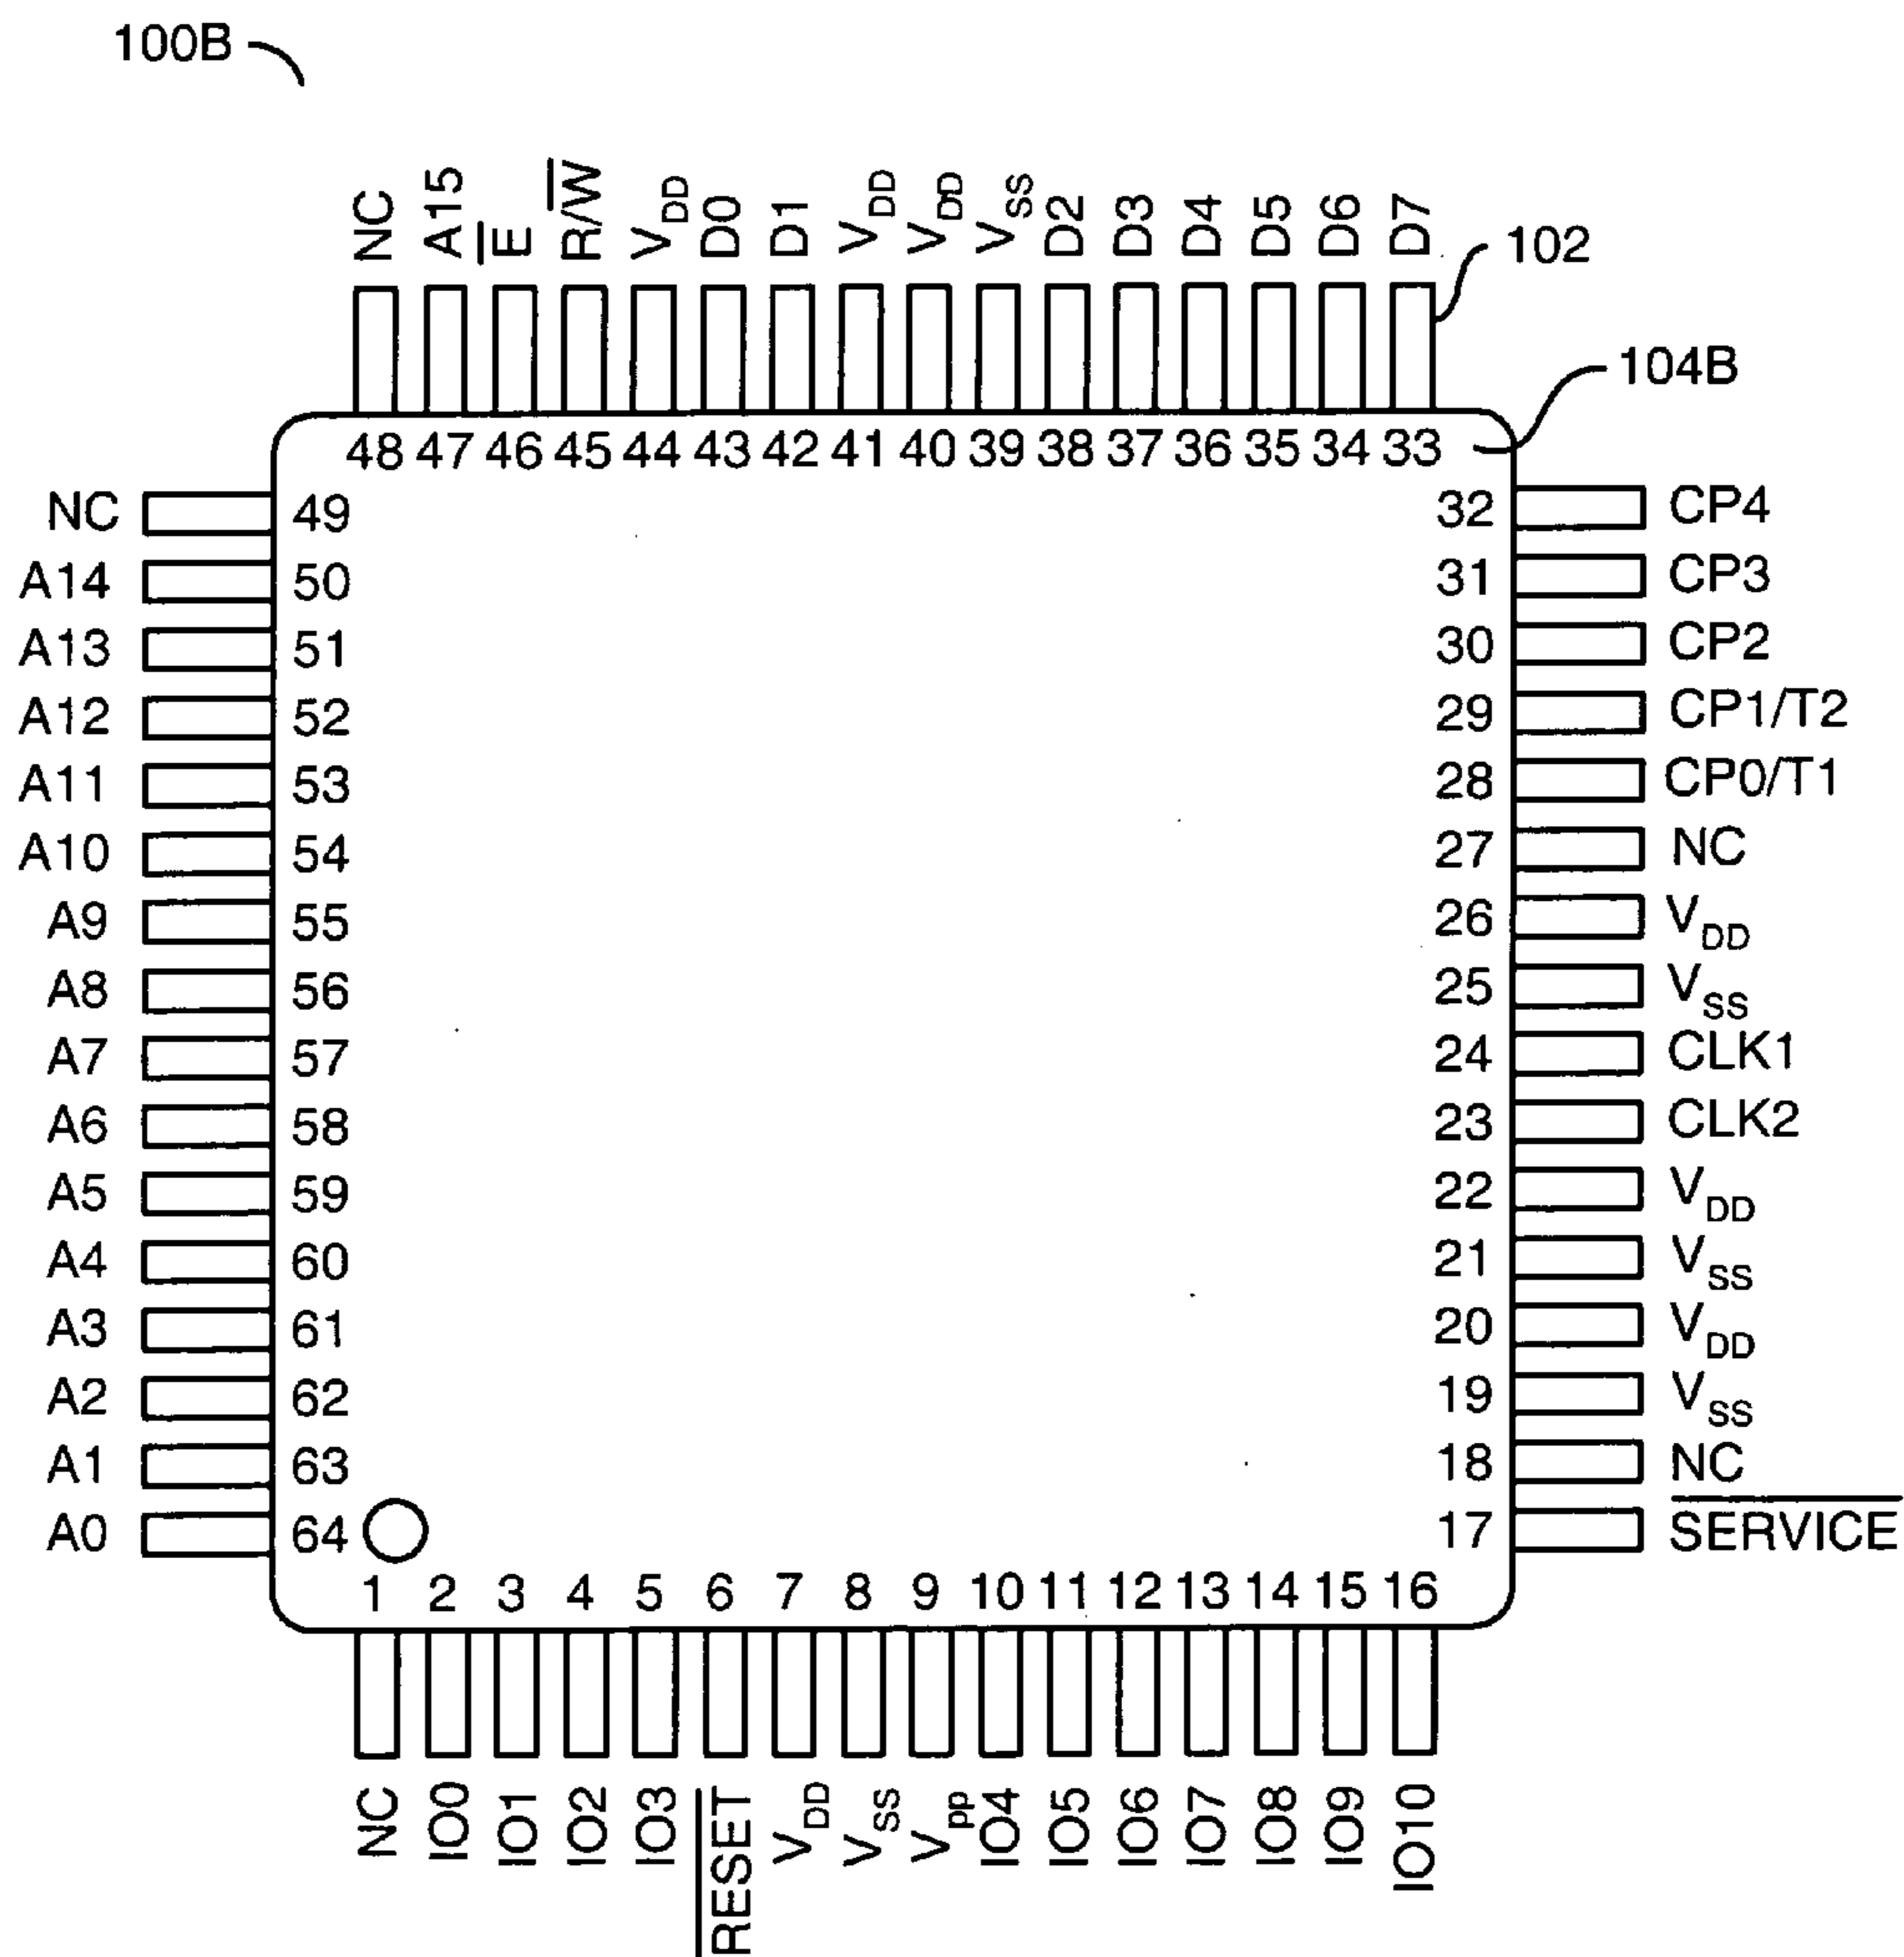 100B
NC
A15
E̅
R/W̅
VDD
D0
D1
VDD
VDD
VSS
D2
D3
D4
D5
D6
D7
102
104B
48 47 46 45 44 43 42 41 40 39 38 37 36 35 34 33
NC 49
A14 50
A13 51
A12 52
A11 53
A10 54
A9 55
A8 56
A7 57
A6 58
A5 59
A4 60
A3 61
A2 62
A1 63
A0 64
32 CP4
31 CP3
30 CP2
29 CP1/T2
28 CP0/T1
27 NC
26 VDD
25 VSS
24 CLK1
23 CLK2
22 VDD
21 VSS
20 VDD
19 VSS
18 NC
17 S̅E̅R̅V̅I̅C̅E̅
1 2 3 4 5 6 7 8 9 10 11 12 13 14 15 16
NC
IO0
IO1
IO2
IO3
R̅E̅S̅E̅T̅
VDD
VSS
Vpp
IO4
IO5
IO6
IO7
IO8
IO9
IO10